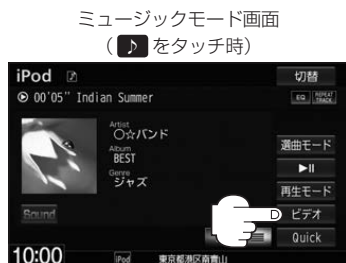 ミュージックモード画面
(♪をタッチ時)
iPod ♪ 切替
00'05" Indian Summer EQ REPEAT TRACK
Artist
○☆バンド
Album
BEST
Genre
ジャズ
選曲モード
►II
再生モード
Sound ビデオ
Quick
10:00 iPod 東京都港区南青山